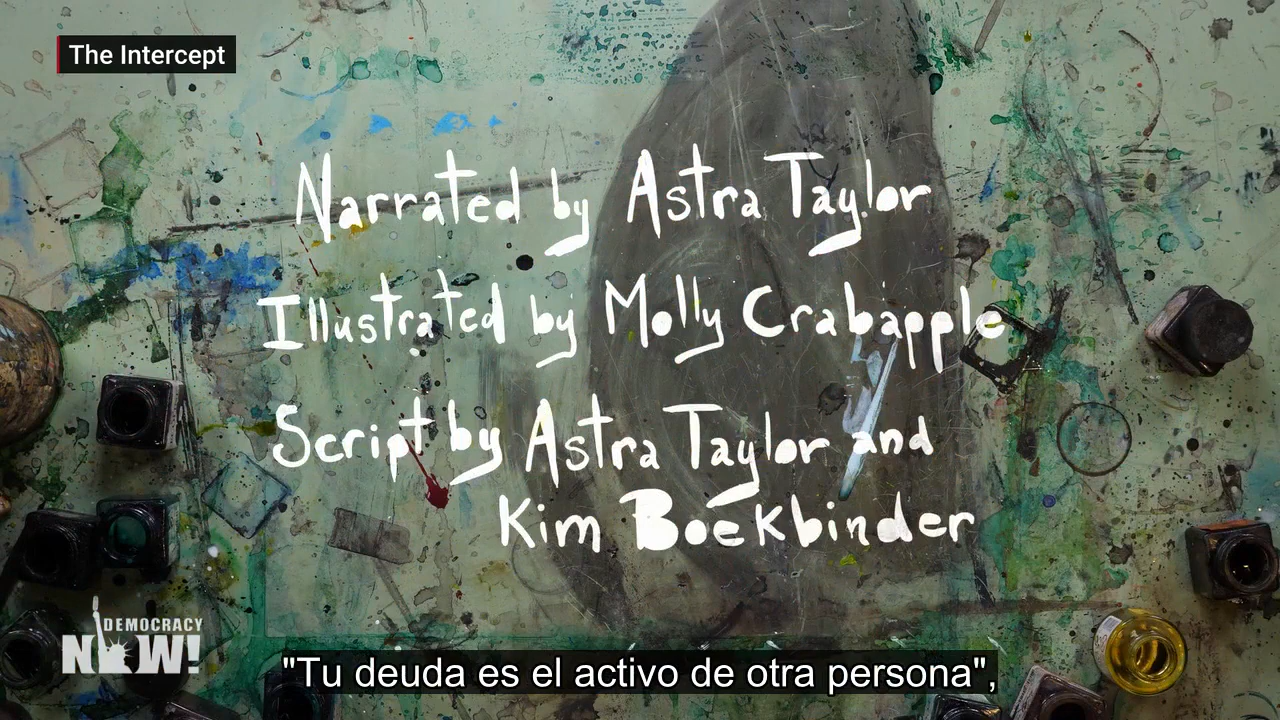 The Intercept
Narrated by Astra Taylor
Illustrated by Molly Crabapple
Script by Astra Taylor and
Kim Boekbinder
DEMOCRACY
NOW!
"Tu deuda es el activo de otra persona",